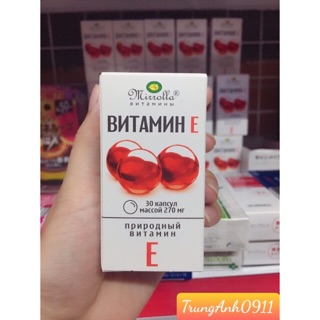 Mirrolla®
ВИТАМИНЫ
ВИТАМИН Е
30 капсул
массой 270 мг
природный
витамин
Е
TrungAnh0911